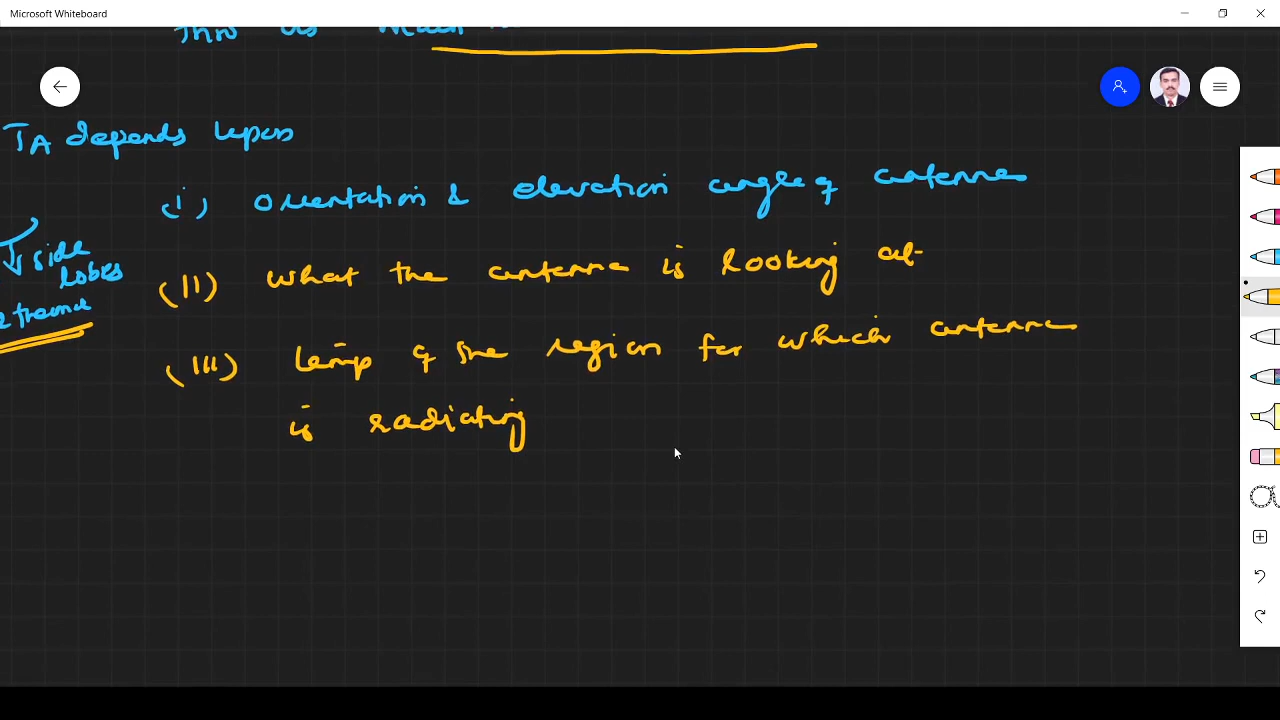 Microsoft Whiteboard
TA depends upon
(i) orientation & elevation angle of antenna
side
lobes
(II) what the antenna is looking at
(III) temp of the region for which antenna
is radiating